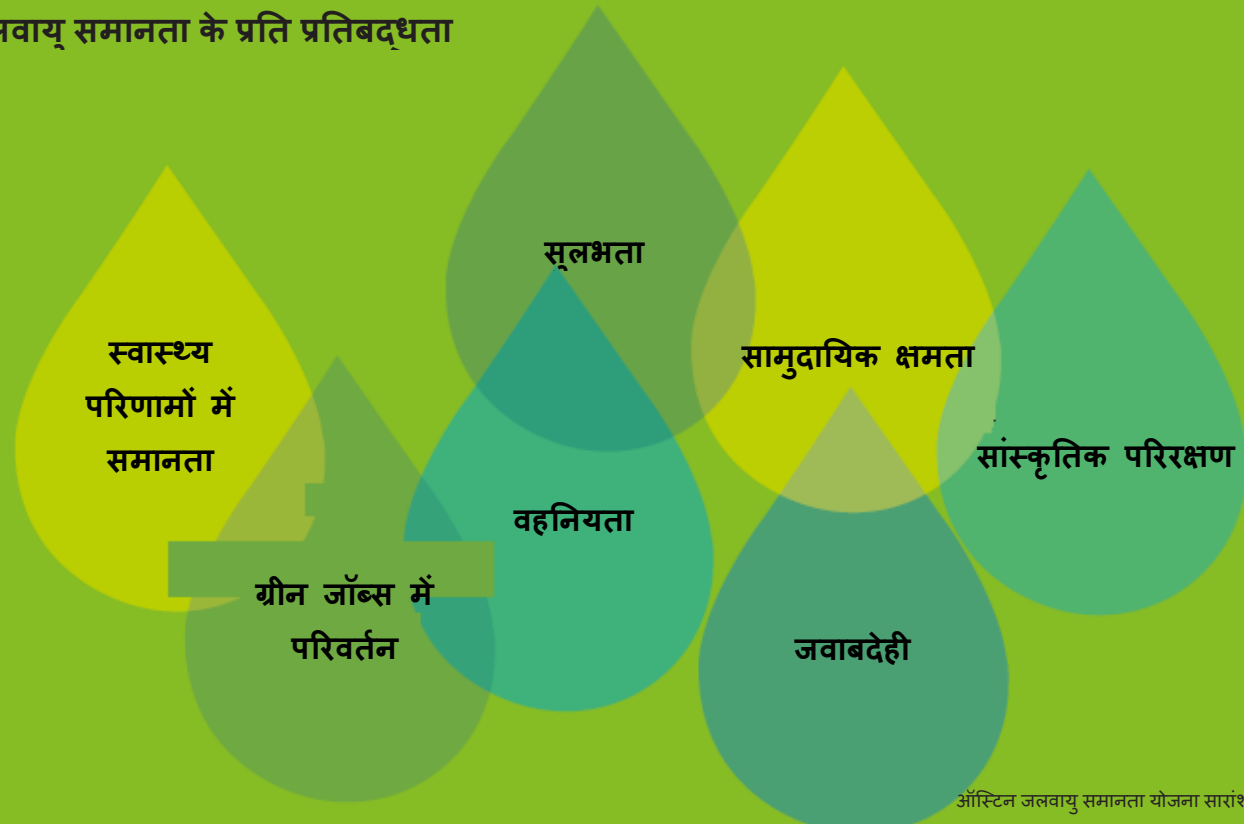 लवायु समानता के प्रति प्रतिबद्धता
सुलभता
स्वास्थ्य
परिणामों में
समानता
सामुदायिक क्षमता
सांस्कृतिक परिरक्षण
वहनियता
ग्रीन जॉब्स में
परिवर्तन
जवाबदेही
ऑस्टिन जलवायु समानता योजना सारांश